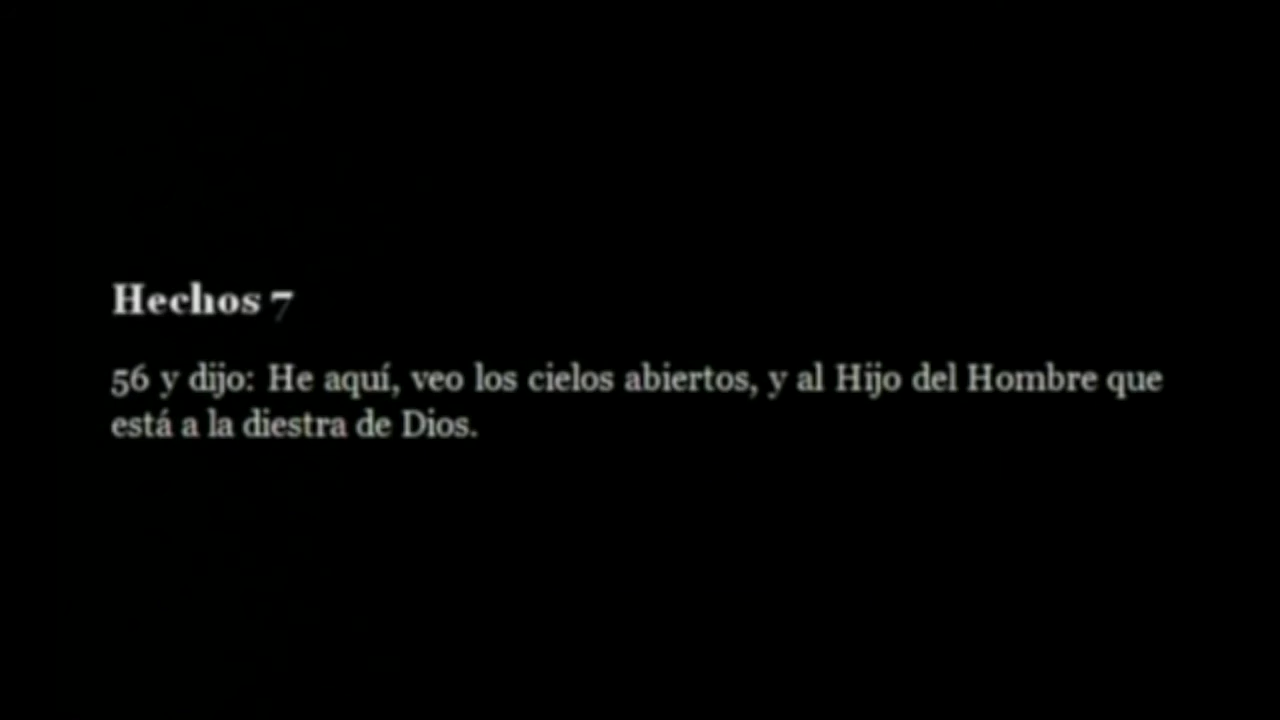 Hechos 7
56 y dijo: He aquí, veo los cielos abiertos, y al Hijo del Hombre que
está a la diestra de Dios.